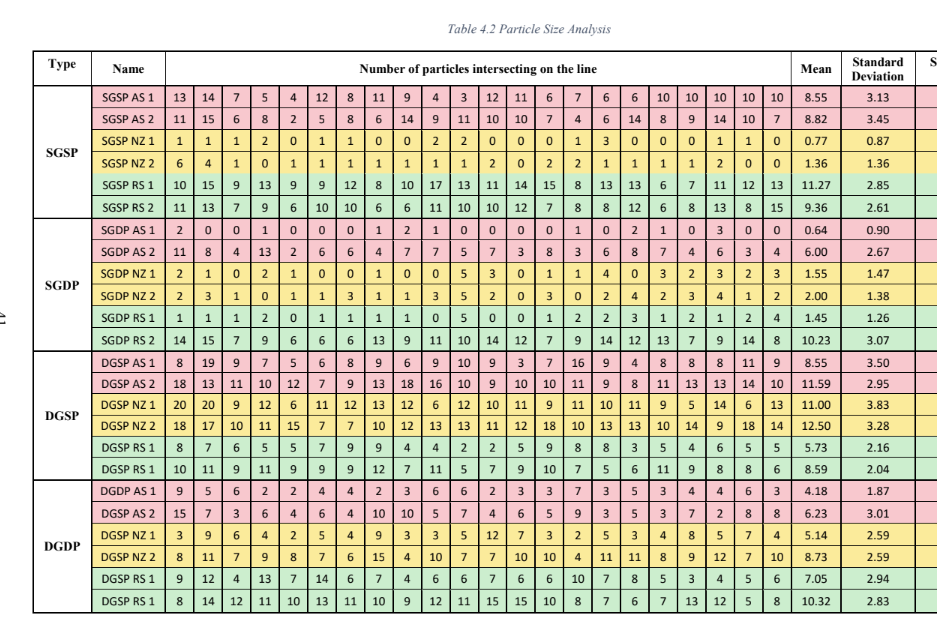 Table 4.2 Particle Size Analysis
Type Name Number of particles intersecting on the line Mean Standard Deviation S
SGSP
SGSP AS 1 13 14 7 5 4 12 8 11 9 4 3 12 11 6 7 6 6 10 10 10 10 10 8.55 3.13
SGSP AS 2 11 15 6 8 2 5 8 6 14 9 11 10 10 7 4 6 14 8 9 14 10 7 8.82 3.45
SGSP NZ 1 1 1 1 2 0 1 1 0 0 2 2 0 0 0 1 3 0 0 0 1 1 0 0.77 0.87
SGSP NZ 2 6 4 1 0 1 1 1 1 1 1 1 2 0 2 2 1 1 1 1 2 0 0 1.36 1.36
SGSP RS 1 10 15 9 13 9 9 12 8 10 17 13 11 14 15 8 13 13 6 7 11 12 13 11.27 2.85
SGSP RS 2 11 13 7 9 6 10 10 6 6 11 10 10 12 7 8 8 12 6 8 13 8 15 9.36 2.61
SGDP
SGDP AS 1 2 0 0 1 0 0 0 1 2 1 0 0 0 0 1 0 2 1 0 3 0 0 0.64 0.90
SGDP AS 2 11 8 4 13 2 6 6 4 7 7 5 7 3 8 3 6 8 7 4 6 3 4 6.00 2.67
SGDP NZ 1 2 1 0 2 1 0 0 1 0 0 5 3 0 1 1 4 0 3 2 3 2 3 1.55 1.47
SGDP NZ 2 2 3 1 0 1 1 3 1 1 3 5 2 0 3 0 2 4 2 3 4 1 2 2.00 1.38
SGDP RS 1 1 1 1 2 0 1 1 1 1 0 5 0 0 1 2 2 3 1 2 1 2 4 1.45 1.26
SGDP RS 2 14 15 7 9 6 6 6 13 9 11 10 14 12 7 9 14 12 13 7 9 14 8 10.23 3.07
DGSP
DGSP AS 1 8 19 9 7 5 6 8 9 6 9 10 9 3 7 16 9 4 8 8 8 11 9 8.55 3.50
DGSP AS 2 18 13 11 10 12 7 9 13 18 16 10 9 10 10 11 9 8 11 13 13 14 10 11.59 2.95
DGSP NZ 1 20 20 9 12 6 11 12 13 12 6 12 10 11 9 11 10 11 9 5 14 6 13 11.00 3.83
DGSP NZ 2 18 17 10 11 15 7 7 10 12 13 13 11 12 18 10 13 13 10 14 9 18 14 12.50 3.28
DGSP RS 1 8 7 6 5 5 7 9 9 4 4 2 2 5 9 8 8 3 5 4 6 5 5 5.73 2.16
DGSP RS 1 10 11 9 11 9 9 9 12 7 11 5 7 9 10 7 5 6 11 9 8 8 6 8.59 2.04
DGDP
DGDP AS 1 9 5 6 2 2 4 4 2 3 6 6 2 3 3 7 3 5 3 4 4 6 3 4.18 1.87
DGSP AS 2 15 7 3 6 4 6 4 10 10 5 7 4 6 5 9 3 5 3 7 2 8 8 6.23 3.01
DGSP NZ 1 3 9 6 4 2 5 4 9 3 3 5 12 7 3 2 5 3 4 8 5 7 4 5.14 2.59
DGSP NZ 2 8 11 7 9 8 7 6 15 4 10 7 7 10 10 4 11 11 8 9 12 7 10 8.73 2.59
DGSP RS 1 9 12 4 13 7 14 6 7 4 6 6 7 6 6 10 7 8 5 3 4 5 6 7.05 2.94
DGSP RS 1 8 14 12 11 10 13 11 10 9 12 11 15 15 10 8 7 6 7 13 12 5 8 10.32 2.83